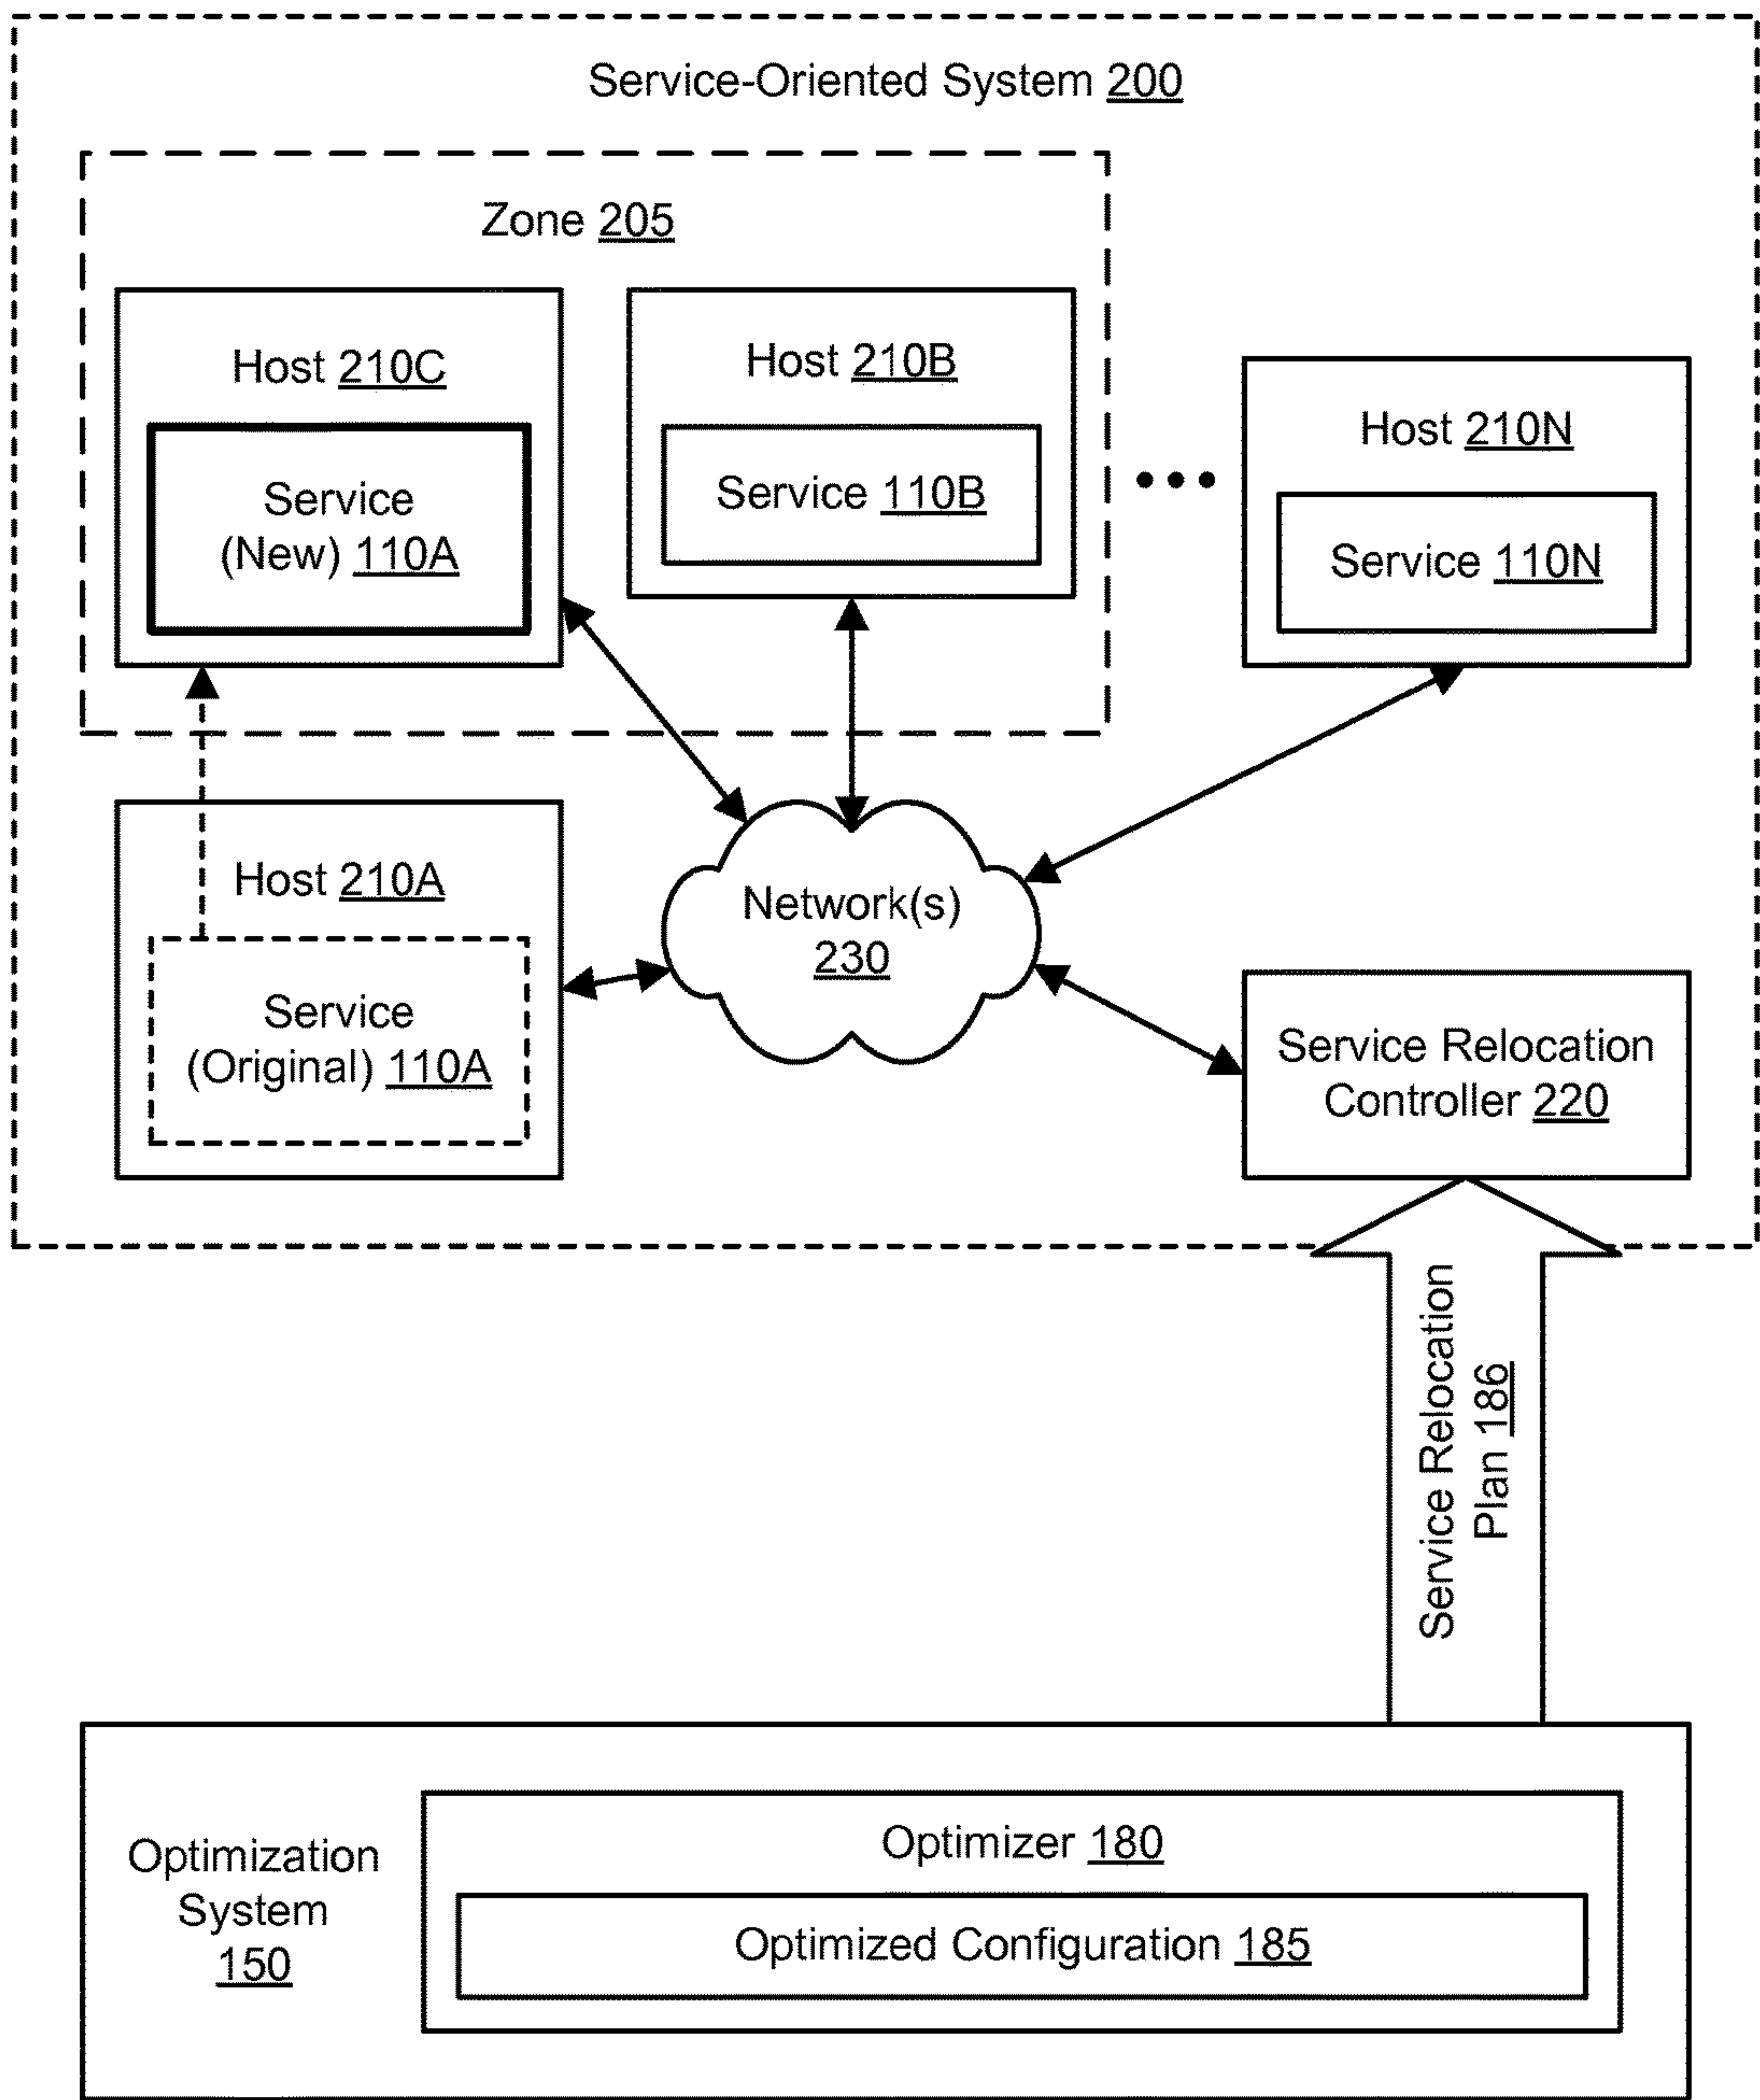 Service-Oriented System 200
Zone 205
Host 210C
Service
(New) 110A
Host 210B
Service 110B
Host 210N
Service 110N
Host 210A
Service
(Original) 110A
Network(s)
230
Service Relocation
Controller 220
Service Relocation
Plan 186
Optimization
System
150
Optimizer 180
Optimized Configuration 185